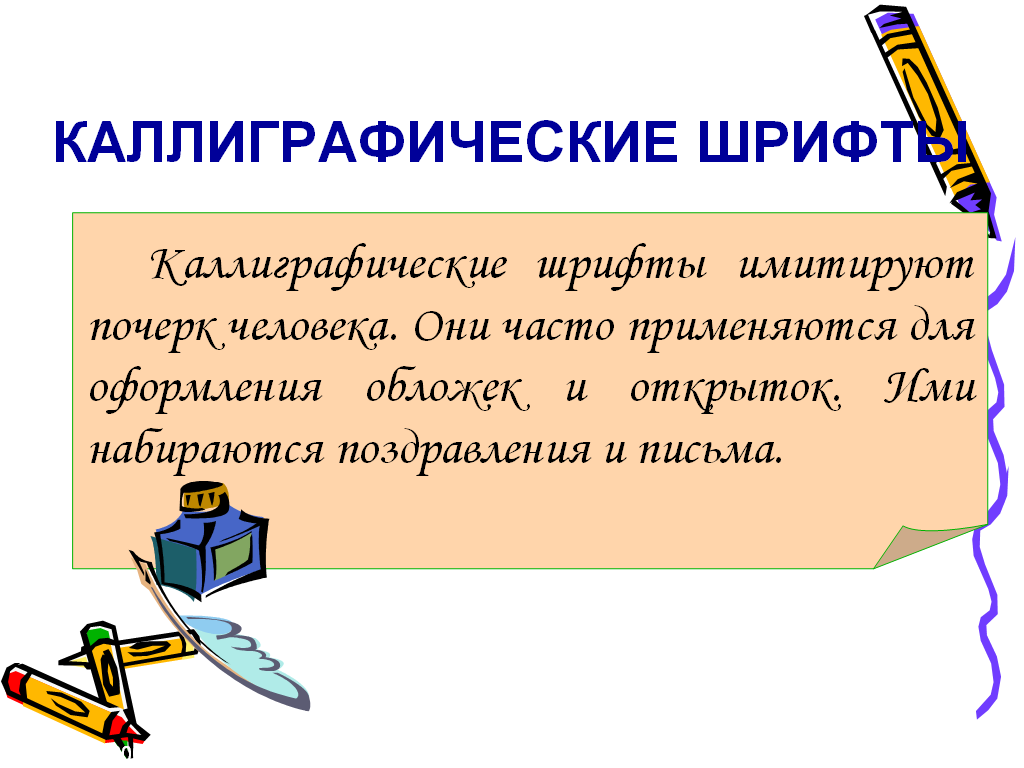 КАЛЛИГРАФИЧЕСКИЕ ШРИФТЫ
Каллиграфические шрифты имитируют
почерк человека. Они часто применяются для
оформления обложек и открыток. Ими
набираются поздравления и письма.